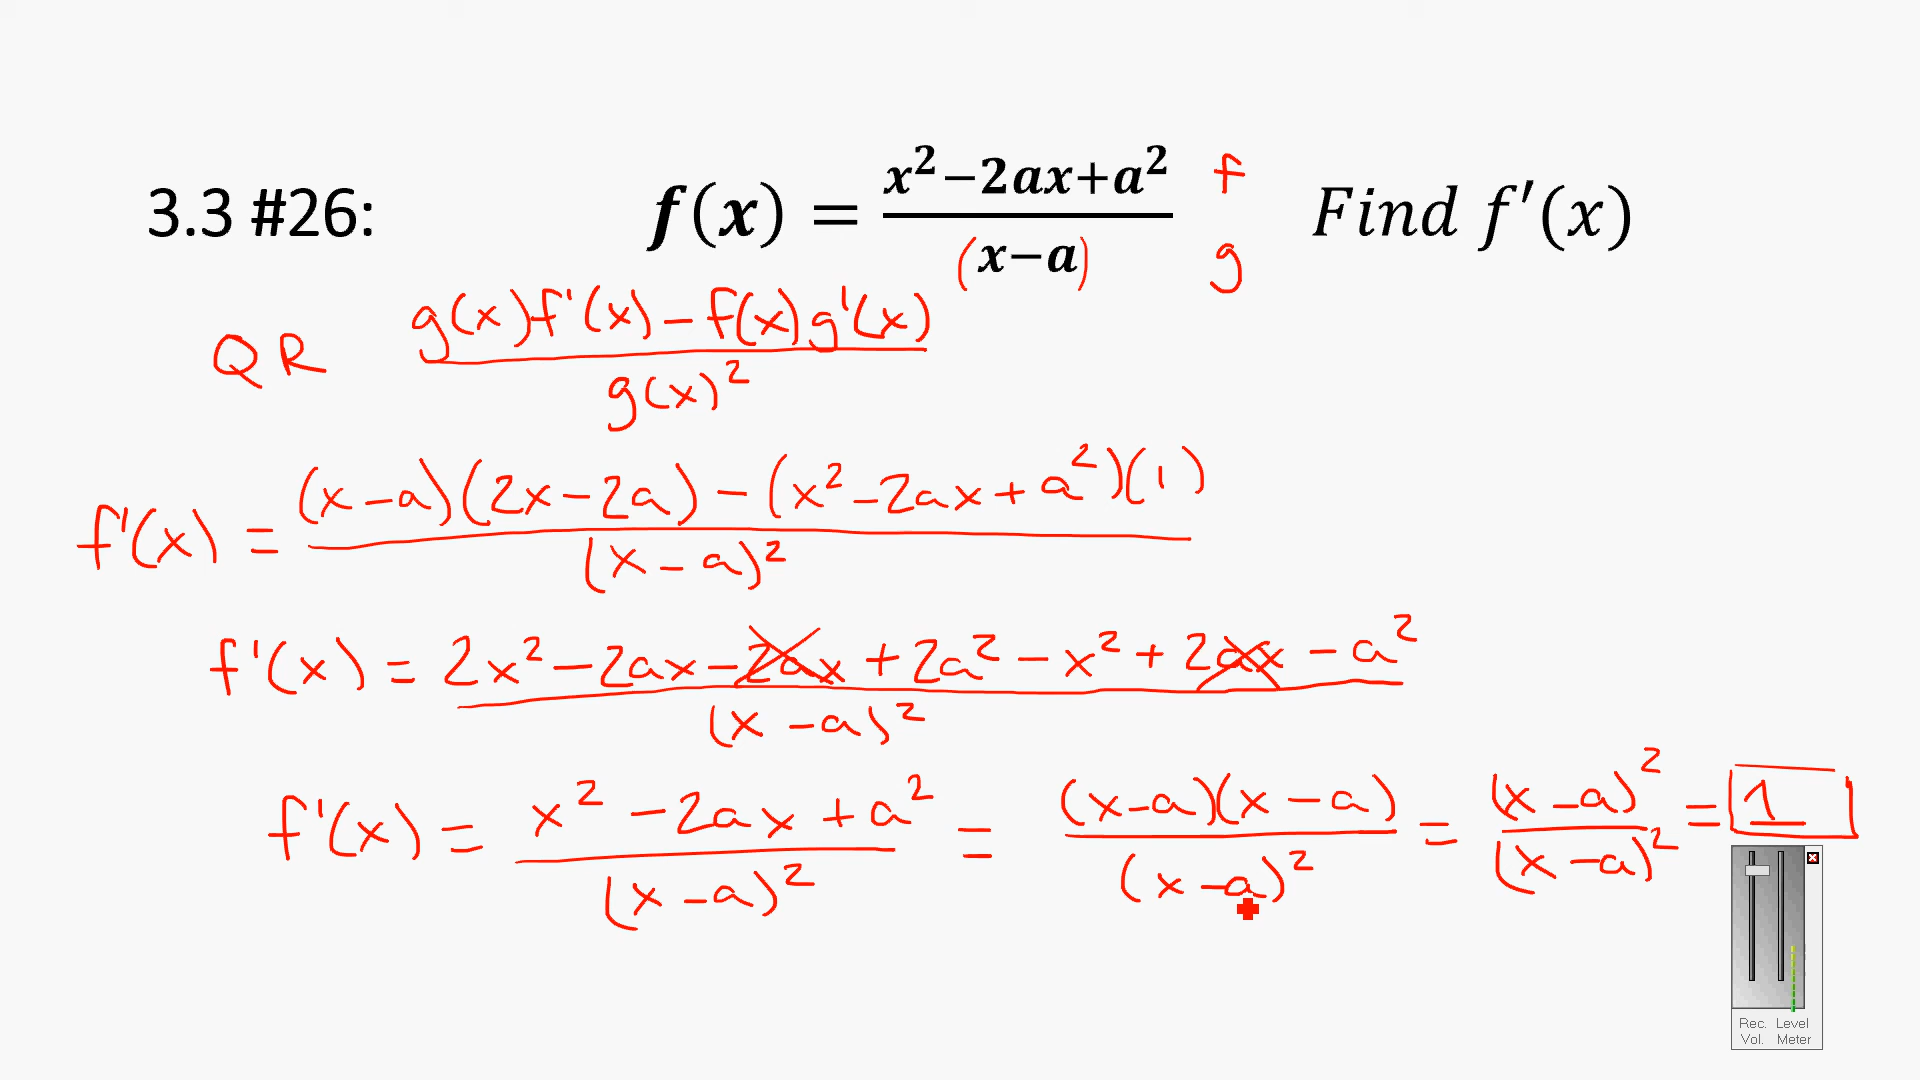 3.3 #26: f(x) = (x²−2ax+a²)/(x−a) f g Find f′(x)
QR (g(x)f'(x) − f(x)g'(x))/(g(x)²)
f'(x) = ((x−a)(2x−2a) − (x²−2ax+a²)(1))/((x−a)²)
f'(x) = (2x² − 2ax − 2ax + 2a² − x² + 2ax − a²)/((x−a)²)
f'(x) = (x² − 2ax + a²)/((x−a)²) = ((x−a)(x−a))/((x−a)²) = ((x−a)²)/((x−a)²) = 1
Rec. Level
Vol. Meter